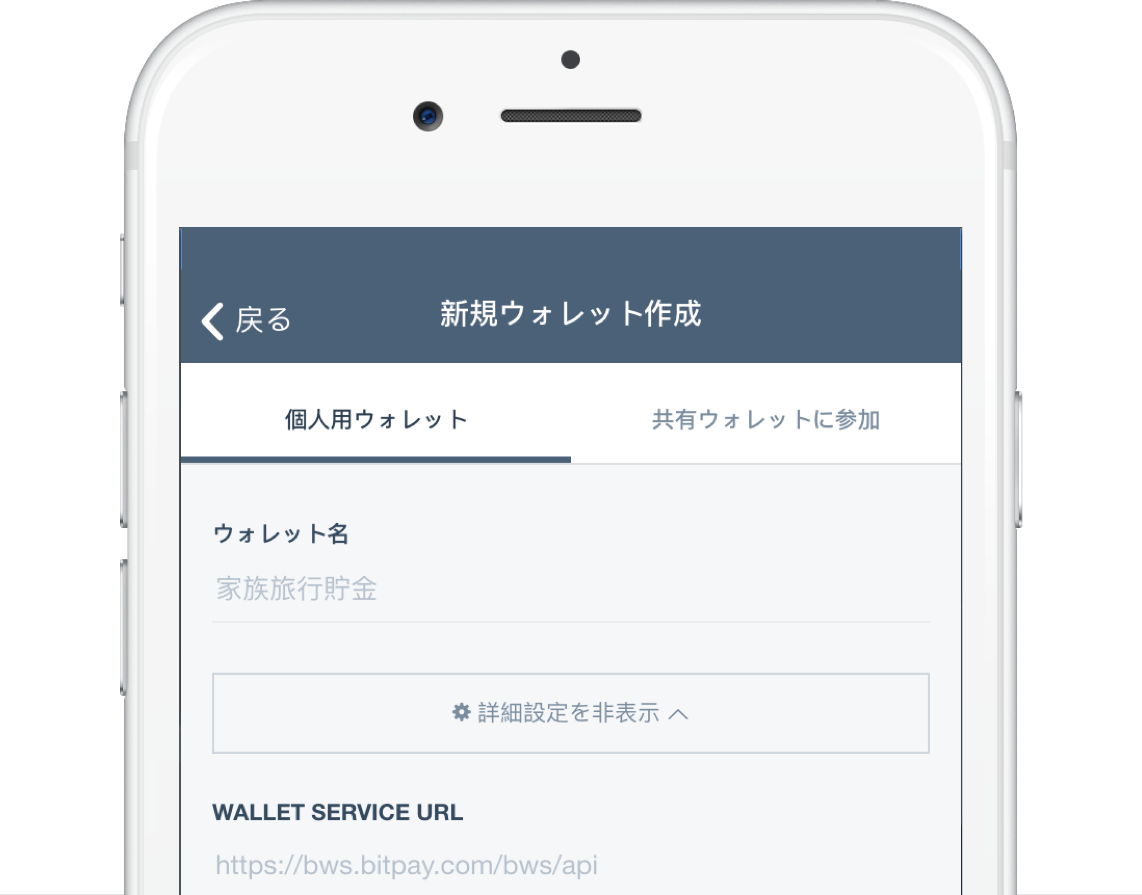 戻る
新規ウォレット作成
個人用ウォレット
共有ウォレットに参加
ウォレット名
家族旅行貯金
詳細設定を非表示
WALLET SERVICE URL
https://bws.bitpay.com/bws/api